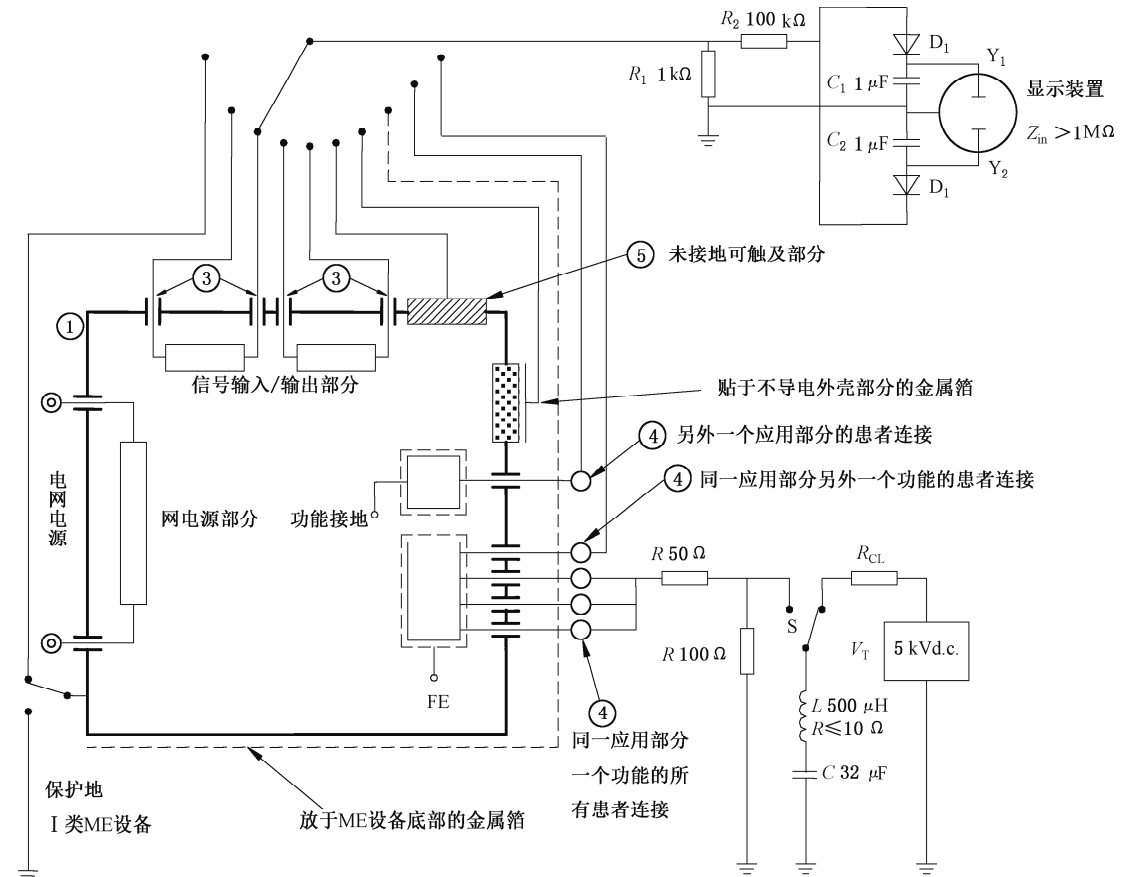 R₂ 100 kΩ
D₁
Y₁
R₁ 1kΩ
C₁ 1 μF
显示装置
C₂ 1 μF
Zin >1MΩ
Y₂
D₁
⑤ 未接地可触及部分
③
③
①
信号输入/输出部分
贴于不导电外壳部分的金属箔
④ 另外一个应用部分的患者连接
④ 同一应用部分另外一个功能的患者连接
电网电源
网电源部分
功能接地
R 50 Ω
RCL
S
R 100 Ω
VT
5 kVd.c.
FE
④
L 500 μH
R≤10 Ω
同一应用部分
一个功能的所
有患者连接
C 32 μF
保护地
Ⅰ类ME设备
放于ME设备底部的金属箔